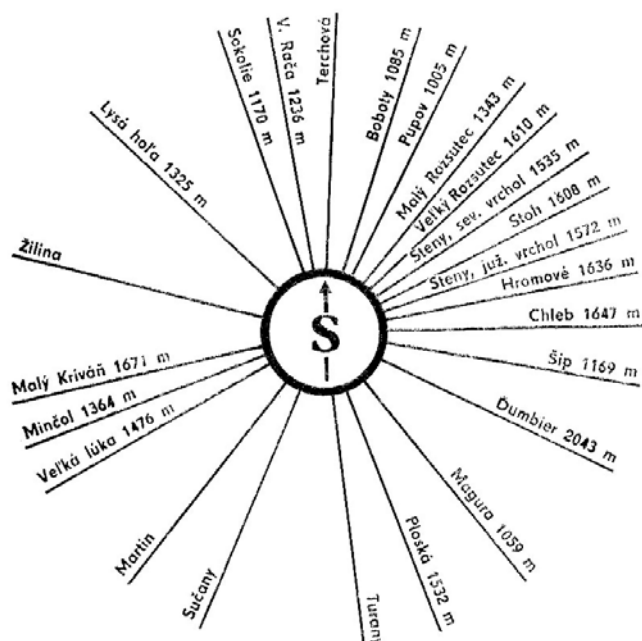 Terchová
Boboty 1085 m
Pupov 1005 m
Malý Rozsutec 1343 m
Veľký Rozsutec 1610 m
Steny, sev. vrchol 1535 m
Stoh 1608 m
Steny, juž. vrchol 1572 m
Hromové 1636 m
Chleb 1647 m
Šíp 1169 m
Ďumbier 2043 m
Magura 1059 m
Ploská 1532 m
Turany
Sučany
Martin
Veľká lúka 1476 m
Minčol 1364 m
Malý Kriváň 1671 m
Žilina
Lysá hoľa 1325 m
Sokolie 1170 m
V. Rača 1236 m
S